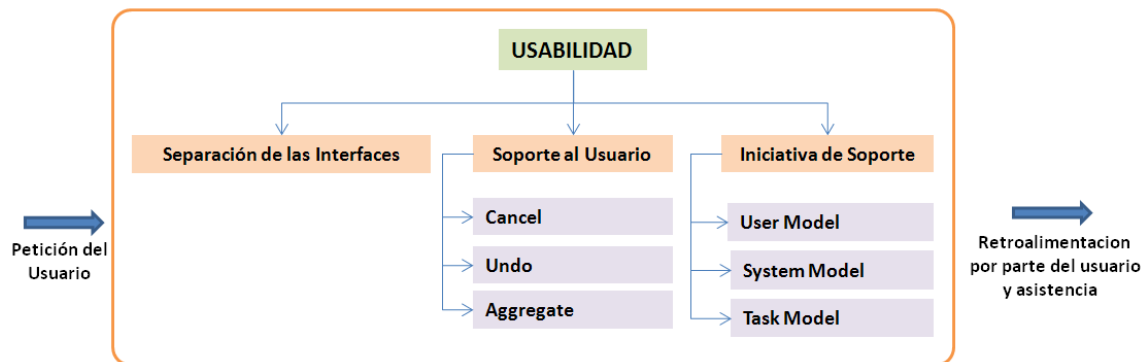 USABILIDAD
Separación de las Interfaces
Soporte al Usuario
Iniciativa de Soporte
Cancel
Undo
Aggregate
User Model
System Model
Task Model
Petición del
Usuario
Retroalimentacion
por parte del usuario
y asistencia